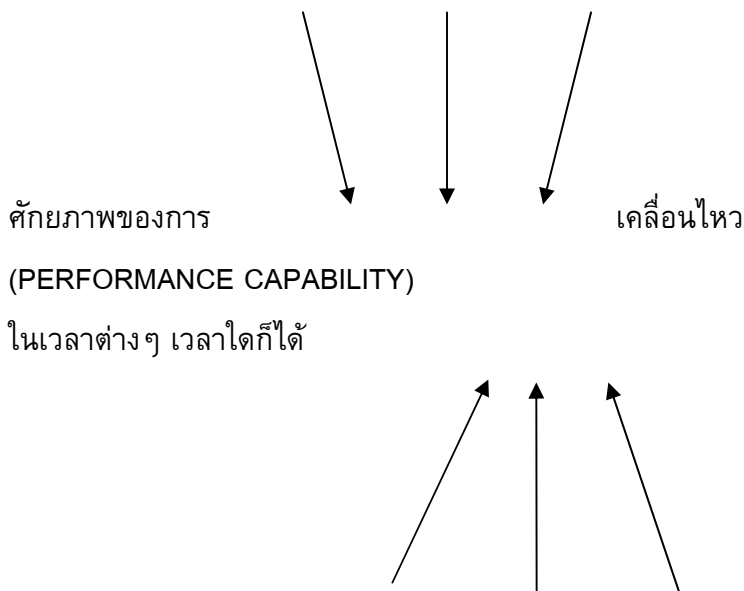 ศักยภาพของการ เคลื่อนไหว
(PERFORMANCE CAPABILITY)
ในเวลาต่างๆ เวลาใดก็ได้